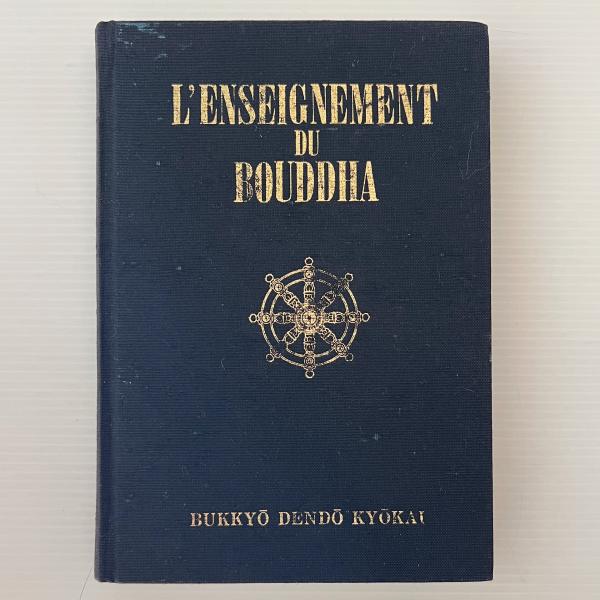 L'ENSEIGNEMENT
DU
BOUDDHA
BUKKYŌ DENDŌ KYŌKAI